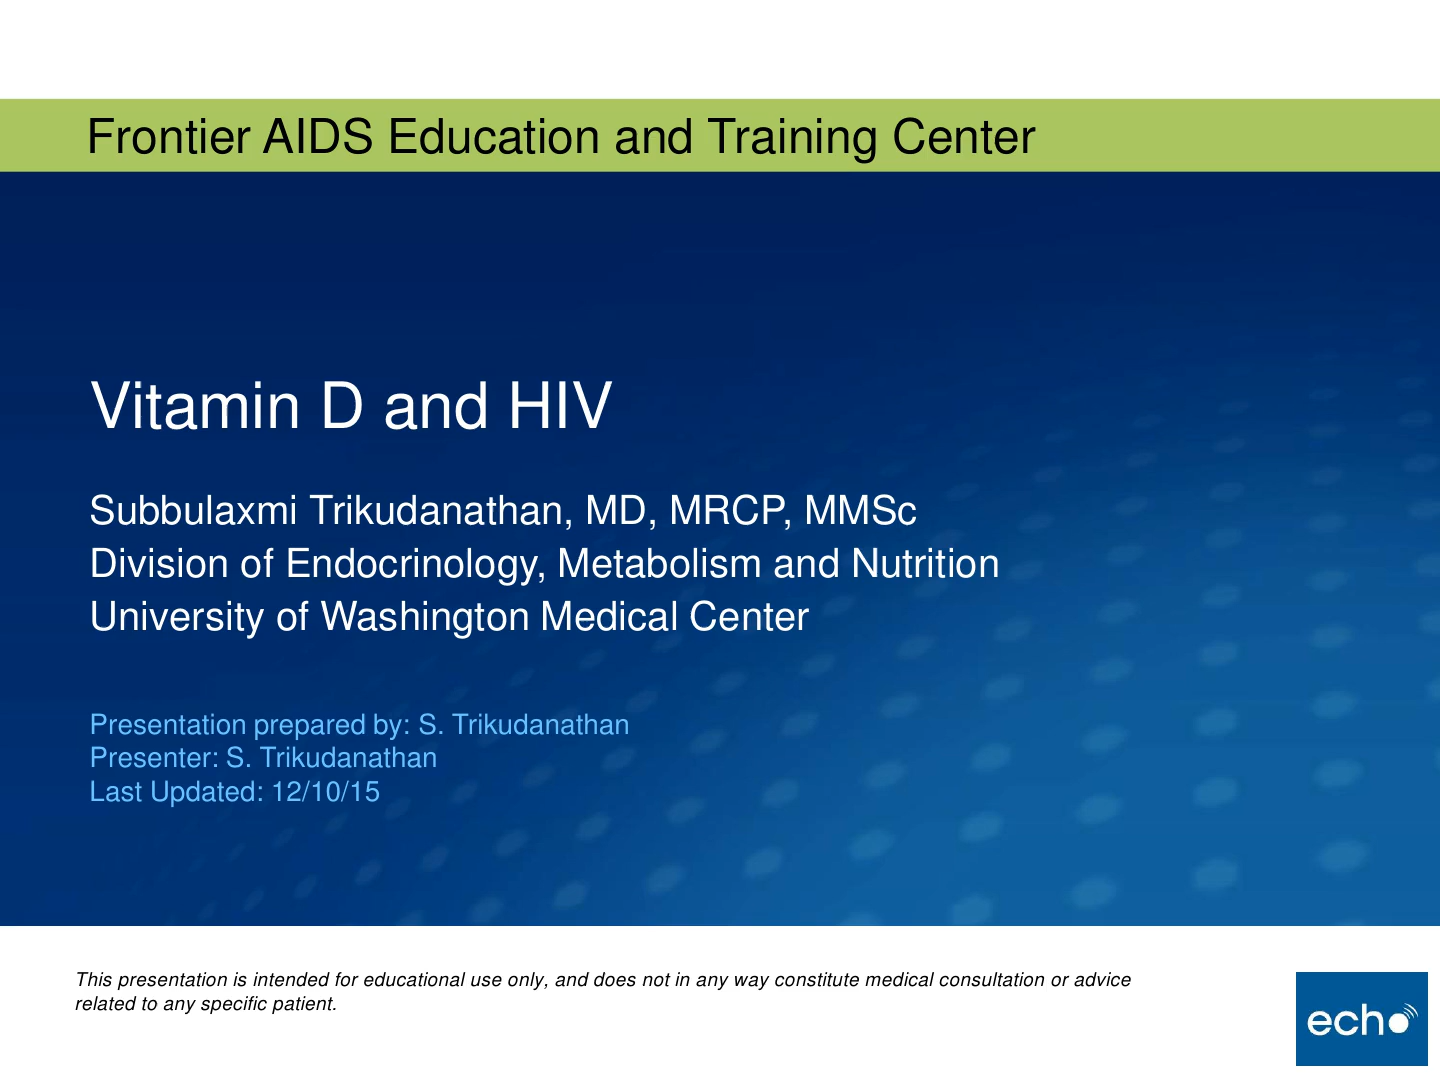 Frontier AIDS Education and Training Center
Vitamin D and HIV
Subbulaxmi Trikudanathan, MD, MRCP, MMSc
Division of Endocrinology, Metabolism and Nutrition
University of Washington Medical Center
Presentation prepared by: S. Trikudanathan
Presenter: S. Trikudanathan
Last Updated: 12/10/15
This presentation is intended for educational use only, and does not in any way constitute medical consultation or advice
related to any specific patient.
echo